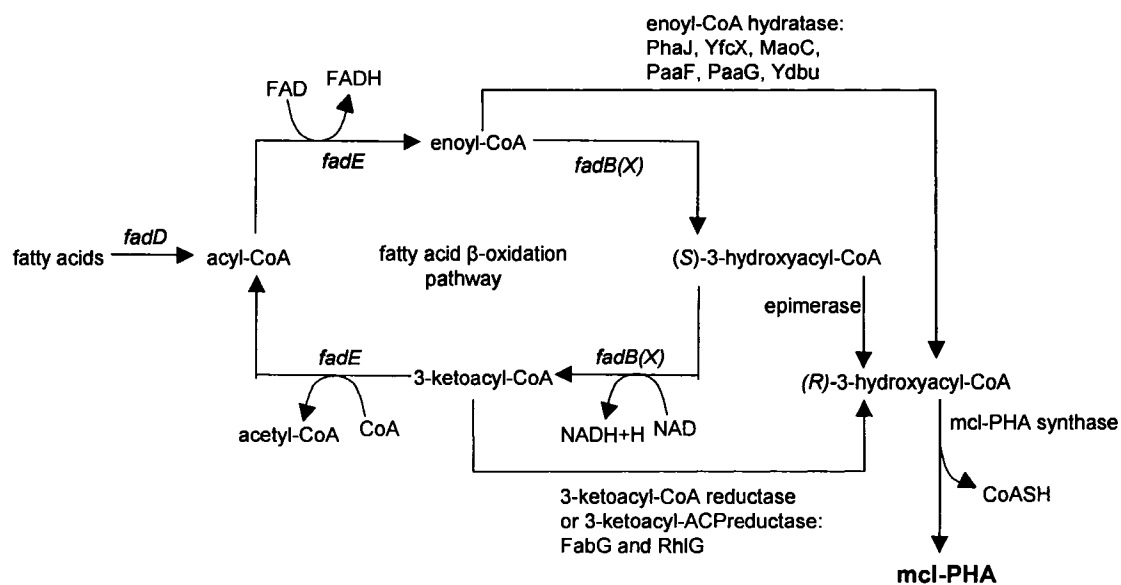 enoyl-CoA hydratase:
PhaJ, YfcX, MaoC,
PaaF, PaaG, Ydbu
FAD
FADH
fadE
enoyl-CoA
fadB(X)
fatty acids
fadD
acyl-CoA
fatty acid β-oxidation
pathway
(S)-3-hydroxyacyl-CoA
epimerase
fadE
3-ketoacyl-CoA
fadB(X)
(R)-3-hydroxyacyl-CoA
acetyl-CoA
CoA
NADH+H
NAD
mcl-PHA synthase
3-ketoacyl-CoA reductase
or 3-ketoacyl-ACPreductase:
FabG and RhlG
CoASH
mcl-PHA